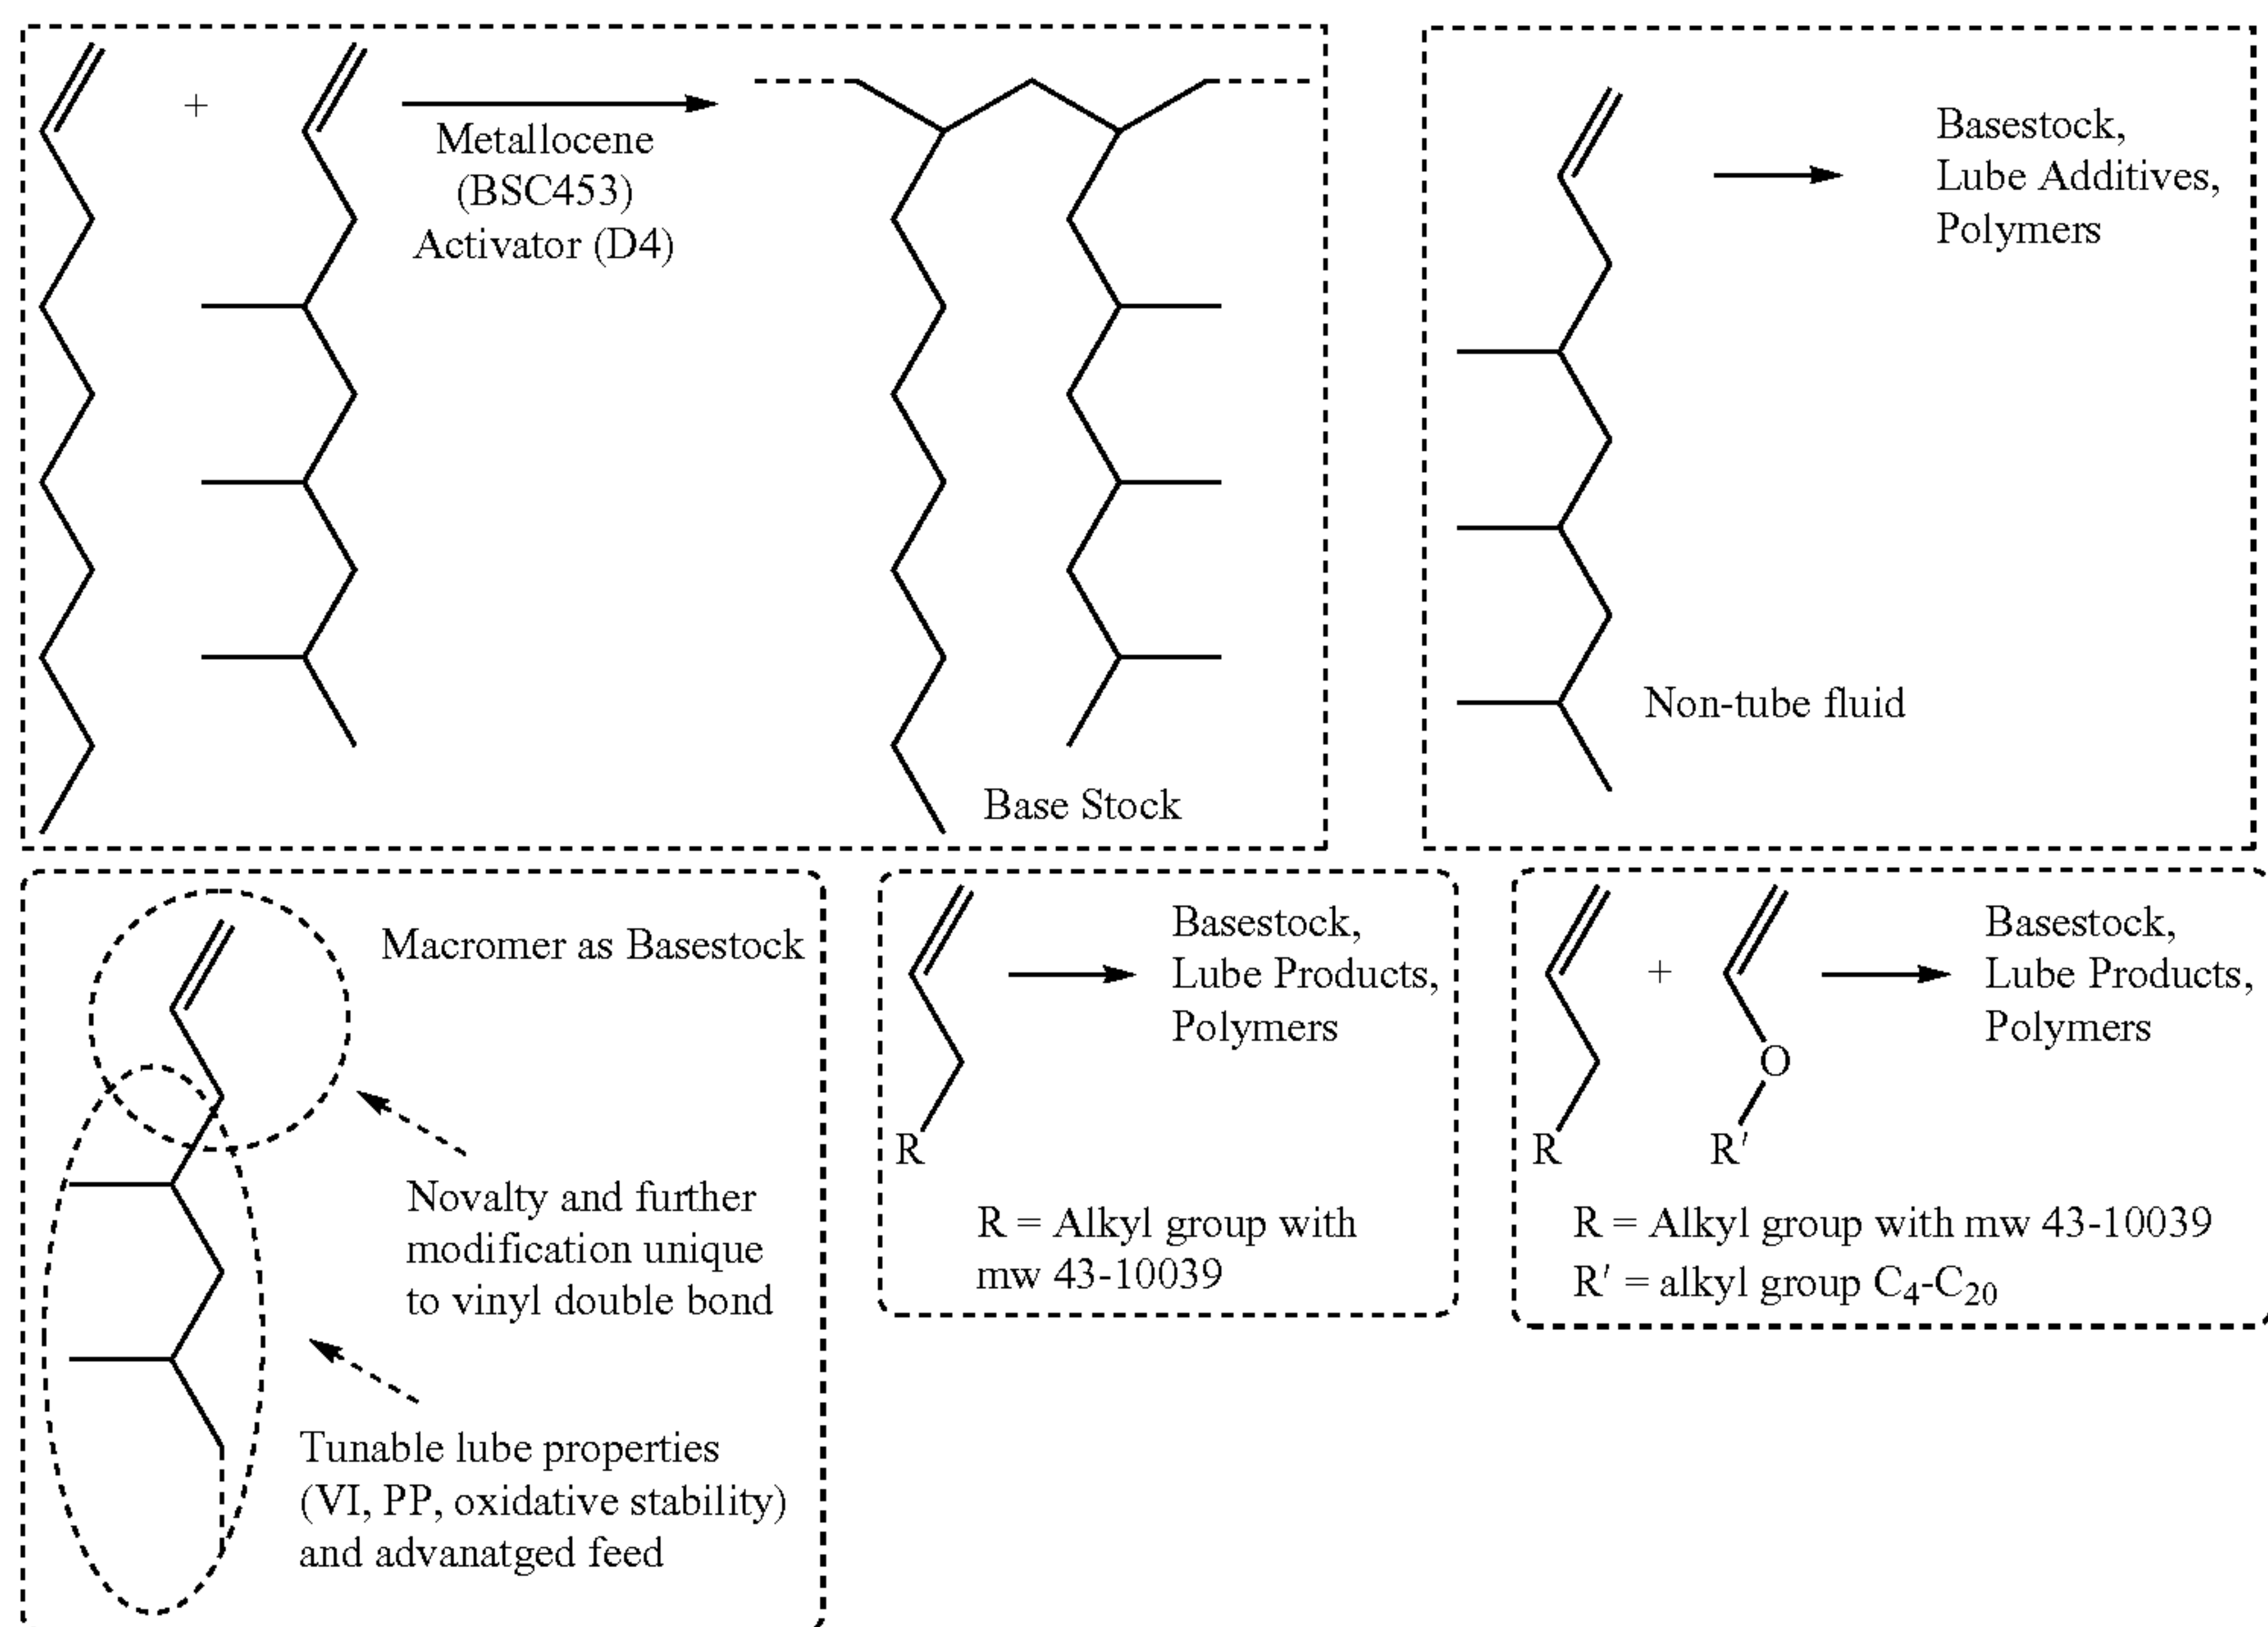 +
Metallocene
(BSC453)
Activator (D4)
Base Stock
Basestock,
Lube Additives,
Polymers
Non-tube fluid
Macromer as Basestock
Novalty and further
modification unique
to vinyl double bond
Tunable lube properties
(VI, PP, oxidative stability)
and advanatged feed
Basestock,
Lube Products,
Polymers
R
R = Alkyl group with
mw 43-10039
+
O
R
R'
Basestock,
Lube Products,
Polymers
R = Alkyl group with mw 43-10039
R' = alkyl group C4-C20